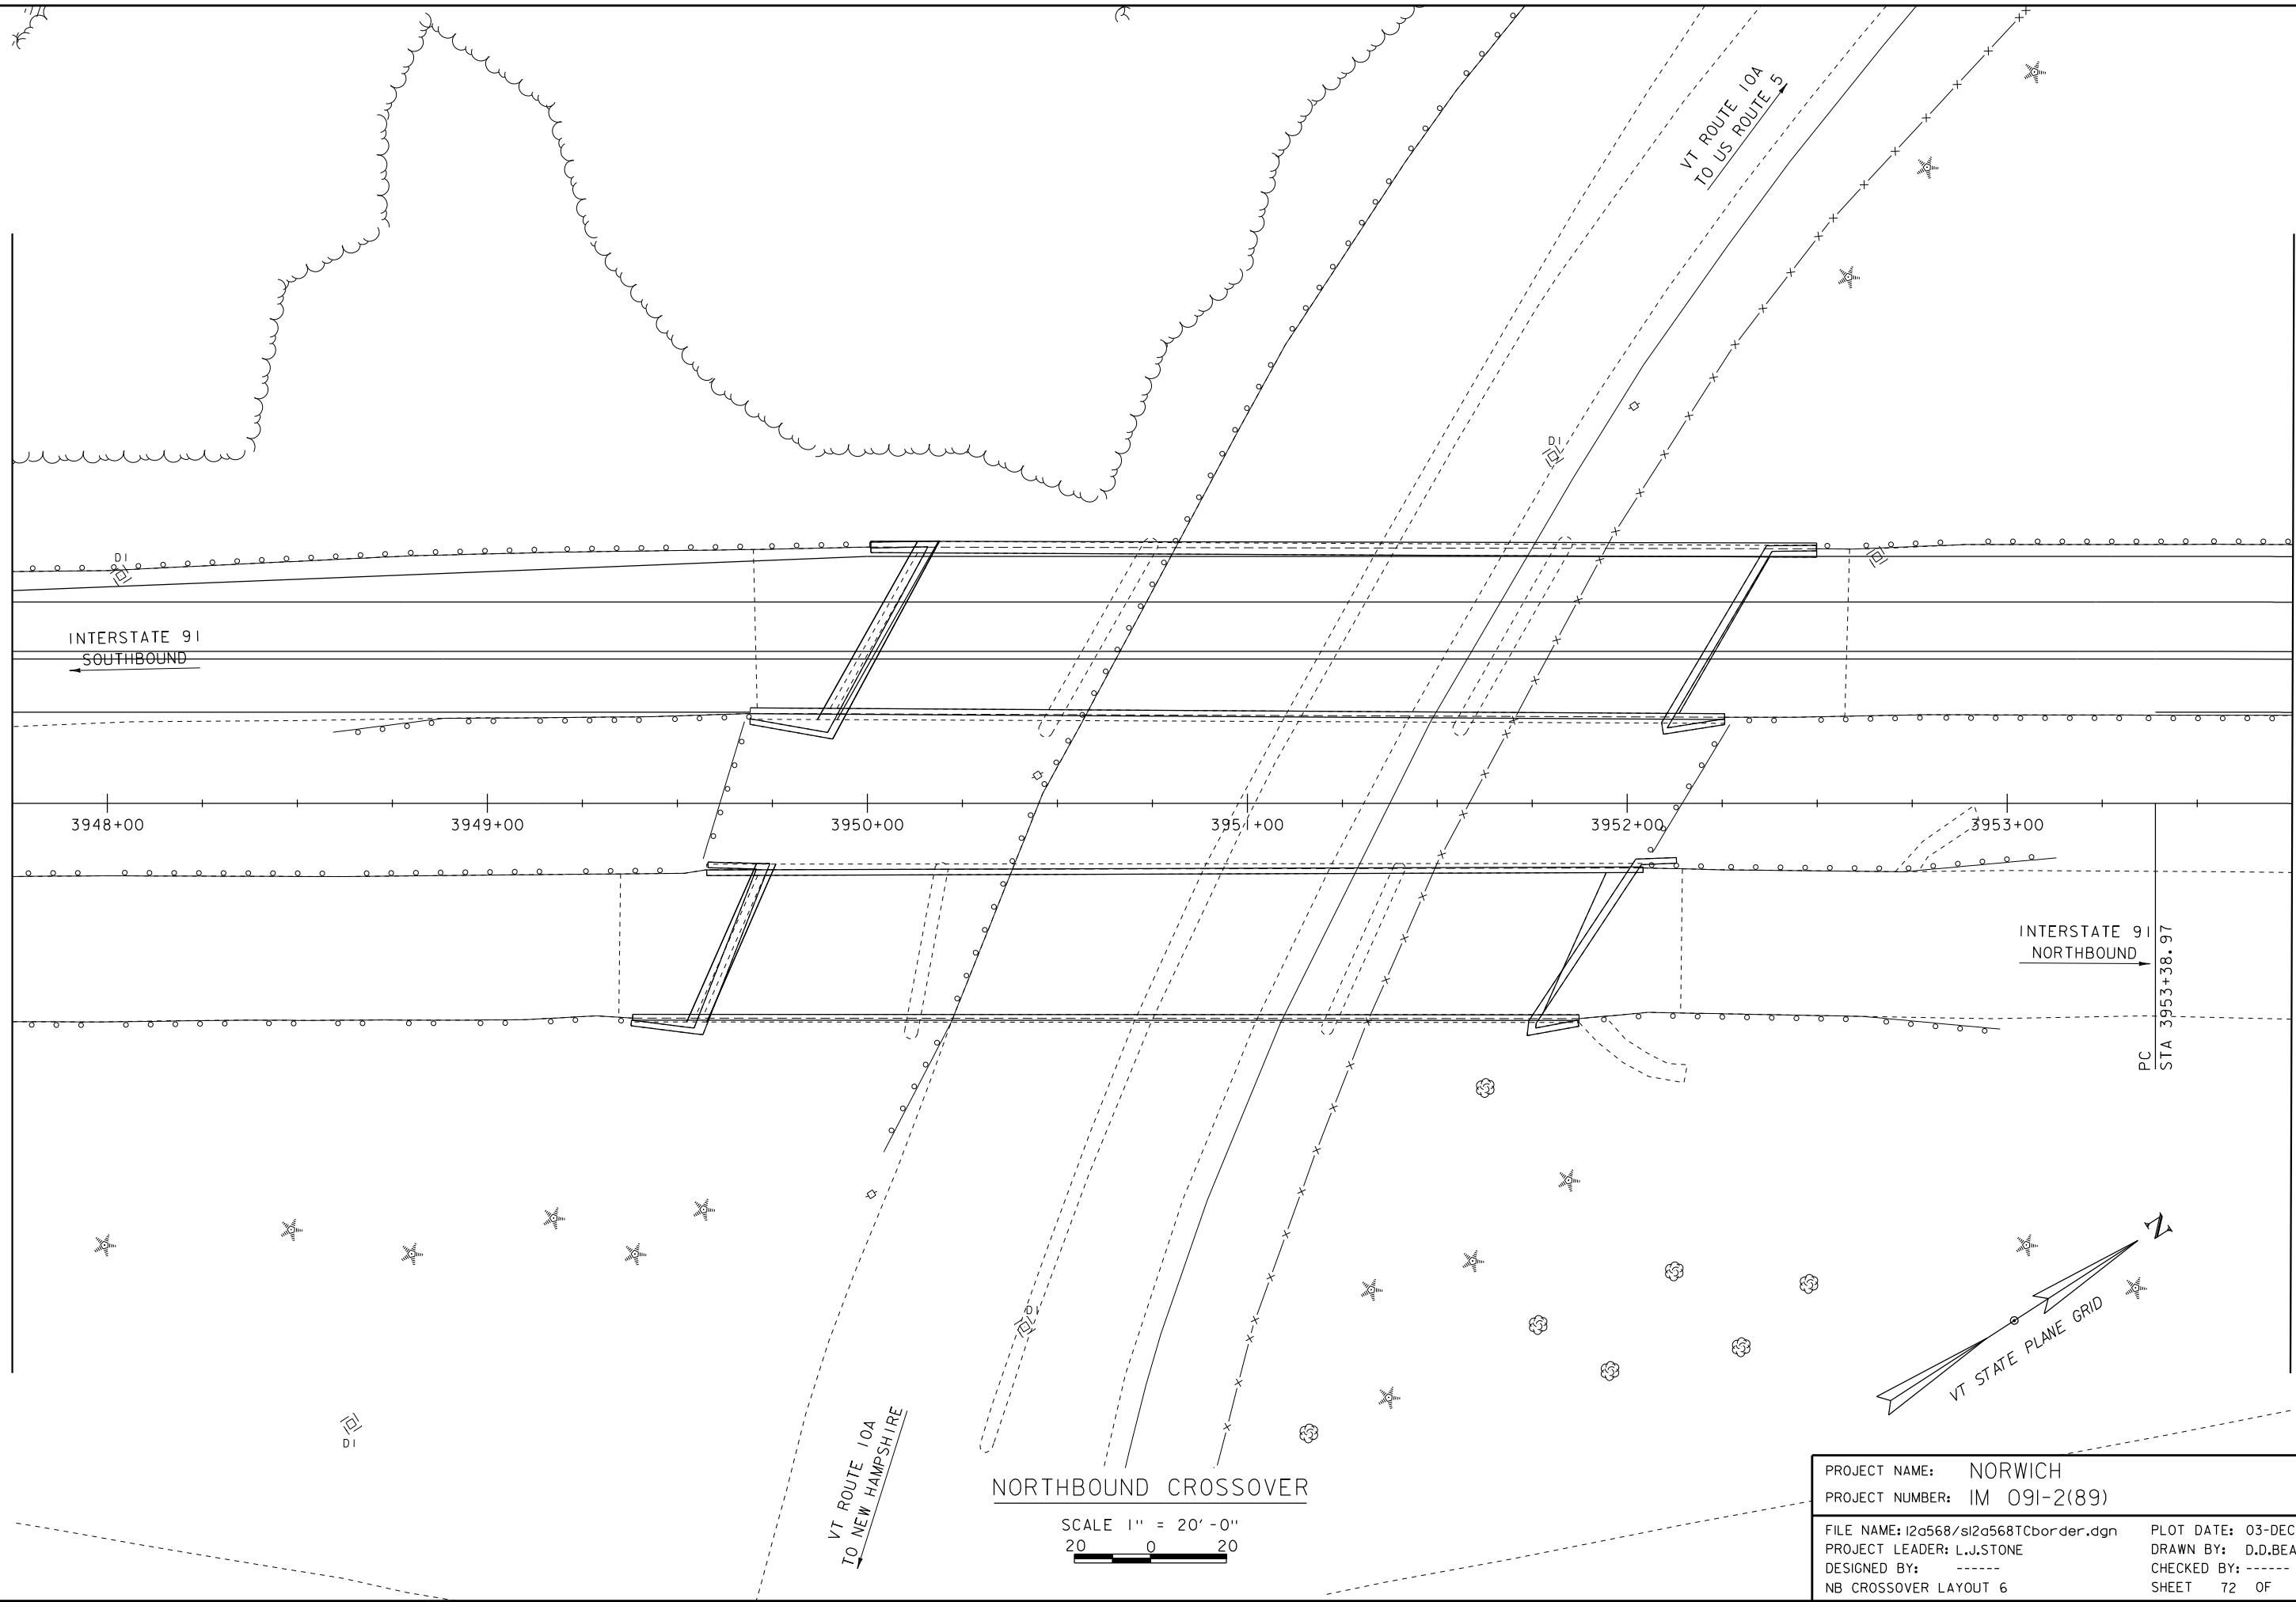 VT ROUTE 10A
TO US ROUTE 5
DI
DI
INTERSTATE 91
SOUTHBOUND
3948+00
3949+00
3950+00
3951+00
3952+00
3953+00
INTERSTATE 91
NORTHBOUND
PC
STA 3953+38.97
DI
DI
N
VT STATE PLANE GRID
VT ROUTE 10A
TO NEW HAMPSHIRE
NORTHBOUND CROSSOVER
SCALE 1" = 20'-0"
20 0 20
PROJECT NAME: NORWICH
PROJECT NUMBER: IM 091-2(89)
FILE NAME: 12a568/s12a568TCborder.dgn PLOT DATE: 03-DEC
PROJECT LEADER: L.J.STONE DRAWN BY: D.D.BEA
DESIGNED BY: ------ CHECKED BY: ------
NB CROSSOVER LAYOUT 6 SHEET 72 OF